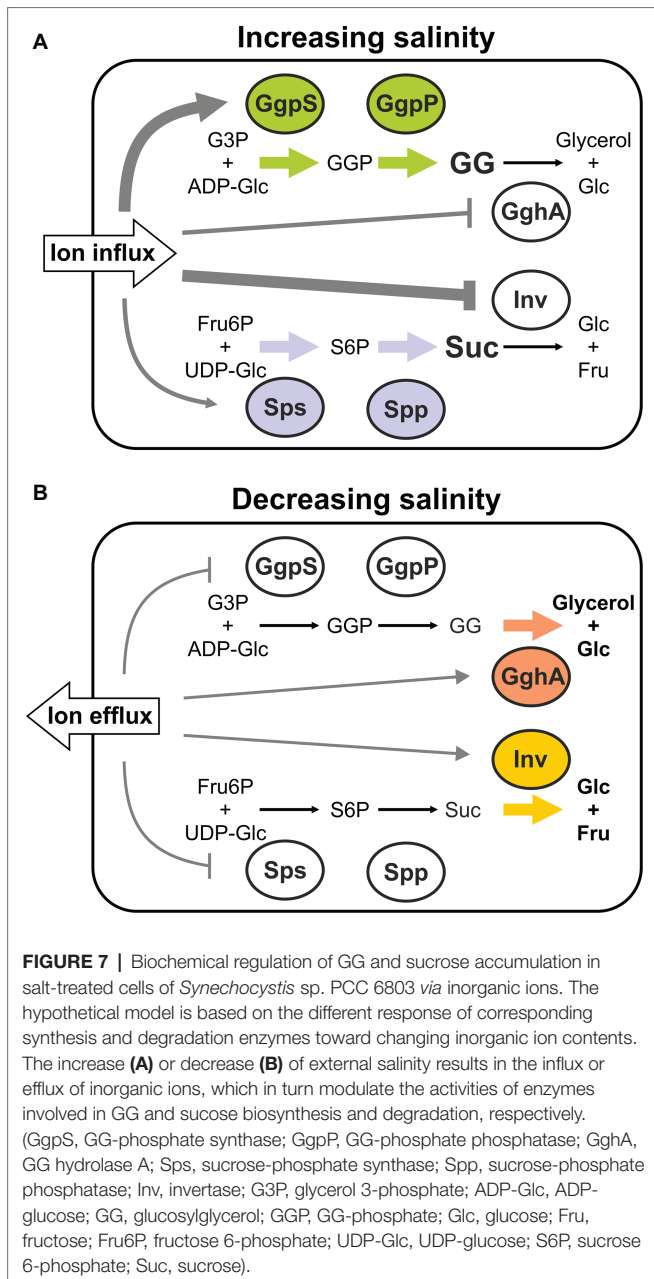 A
Increasing salinity
GgpS
GgpP
G3P
+
ADP-Glc
GGP
GG
Glycerol
+
Glc
GghA
Ion influx
Inv
Fru6P
+
UDP-Glc
S6P
Suc
Glc
+
Fru
Sps
Spp
B
Decreasing salinity
GgpS
GgpP
G3P
+
ADP-Glc
GGP
GG
Glycerol
+
Glc
GghA
Ion efflux
Inv
Fru6P
+
UDP-Glc
S6P
Suc
Glc
+
Fru
Sps
Spp
FIGURE 7 | Biochemical regulation of GG and sucrose accumulation in
salt-treated cells of Synechocystis sp. PCC 6803 via inorganic ions. The
hypothetical model is based on the different response of corresponding
synthesis and degradation enzymes toward changing inorganic ion contents.
The increase (A) or decrease (B) of external salinity results in the influx or
efflux of inorganic ions, which in turn modulate the activities of enzymes
involved in GG and sucose biosynthesis and degradation, respectively.
(GgpS, GG-phosphate synthase; GgpP, GG-phosphate phosphatase; GghA,
GG hydrolase A; Sps, sucrose-phosphate synthase; Spp, sucrose-phosphate
phosphatase; Inv, invertase; G3P, glycerol 3-phosphate; ADP-Glc, ADP-
glucose; GG, glucosylglycerol; GGP, GG-phosphate; Glc, glucose; Fru,
fructose; Fru6P, fructose 6-phosphate; UDP-Glc, UDP-glucose; S6P, sucrose
6-phosphate; Suc, sucrose).